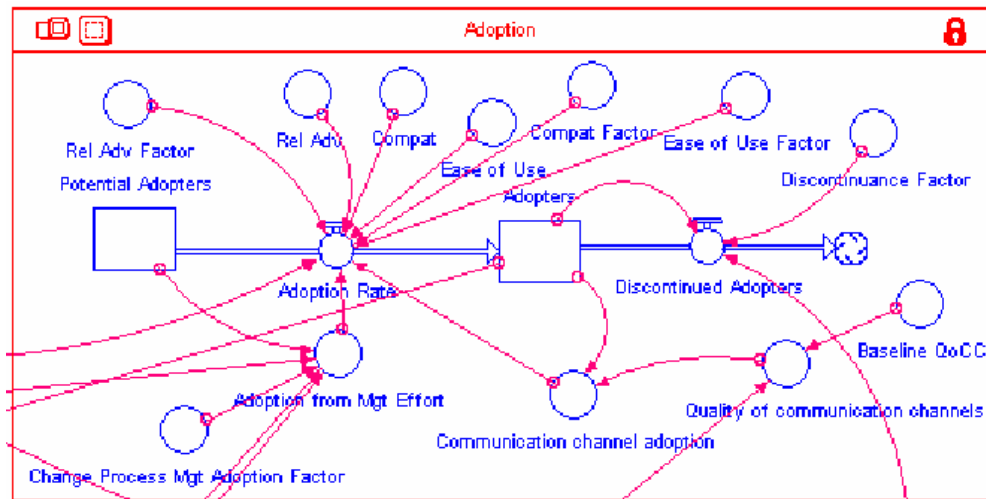 Adoption
Rel Adv Factor
Rel Adv
Compat
Ease of Use
Compat Factor
Ease of Use Factor
Discontinuance Factor
Potential Adopters
Adopters
Adoption Rate
Discontinued Adopters
Baseline QoCC
Adoption from Mgt Effort
Quality of communication channels
Communication channel adoption
Change Process Mgt Adoption Factor